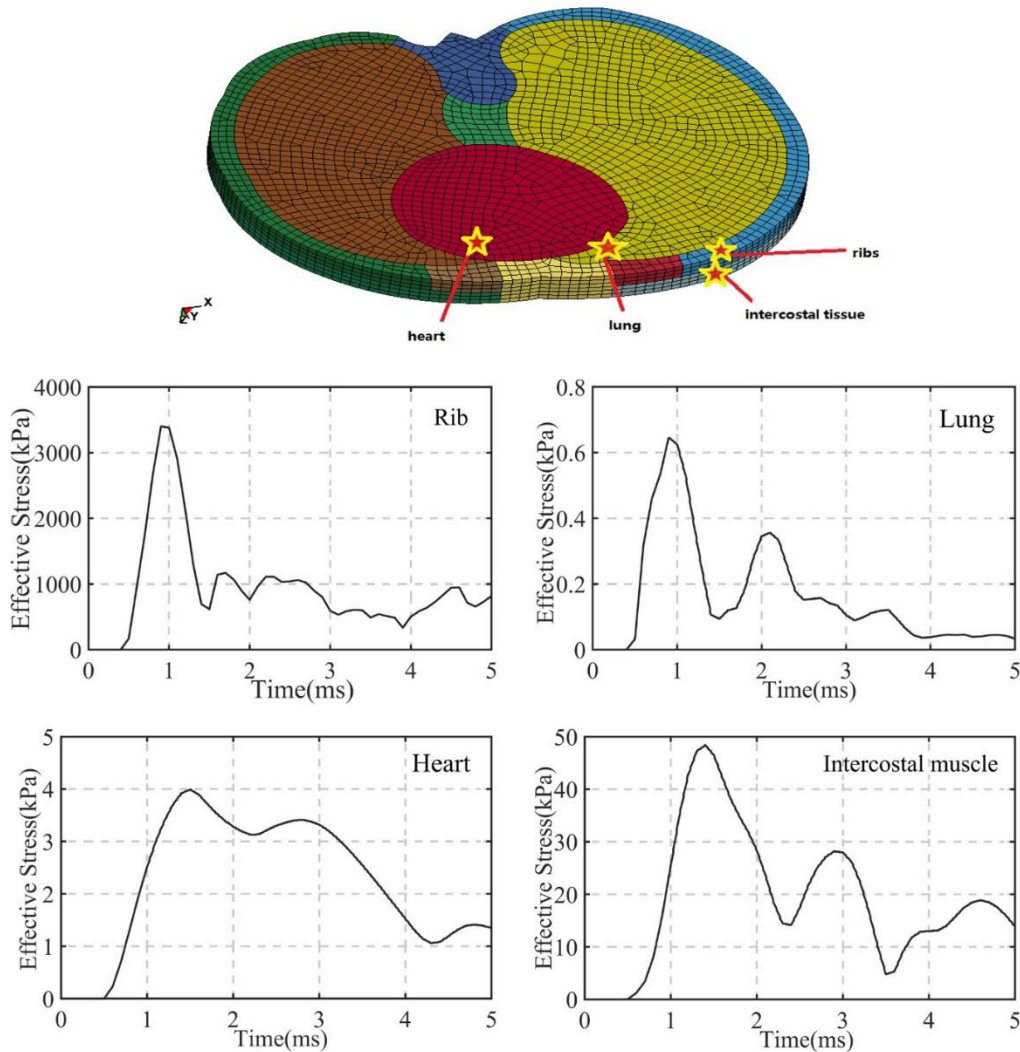 ribs
X
Y
intercostal tissue
lung
heart
Rib
Effective Stress(kPa)
4000
3000
2000
1000
0
0 1 2 3 4 5
Time(ms)
Lung
Effective Stress(kPa)
0.8
0.6
0.4
0.2
0
0 1 2 3 4 5
Time(ms)
Heart
Effective Stress(kPa)
5
4
3
2
1
0
0 1 2 3 4 5
Time(ms)
Intercostal muscle
Effective Stress(kPa)
50
40
30
20
10
0
0 1 2 3 4 5
Time(ms)